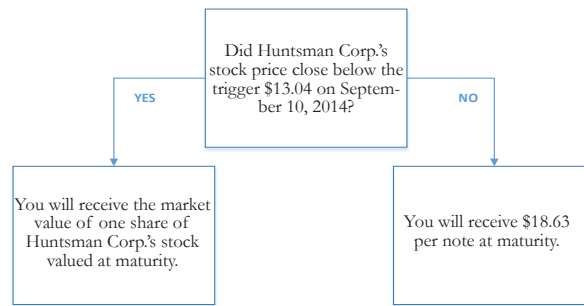 Did Huntsman Corp.'s
stock price close below the
trigger $13.04 on Septem-
ber 10, 2014?
YES
NO
You will receive the market
value of one share of
Huntsman Corp.'s stock
valued at maturity.
You will receive $18.63
per note at maturity.